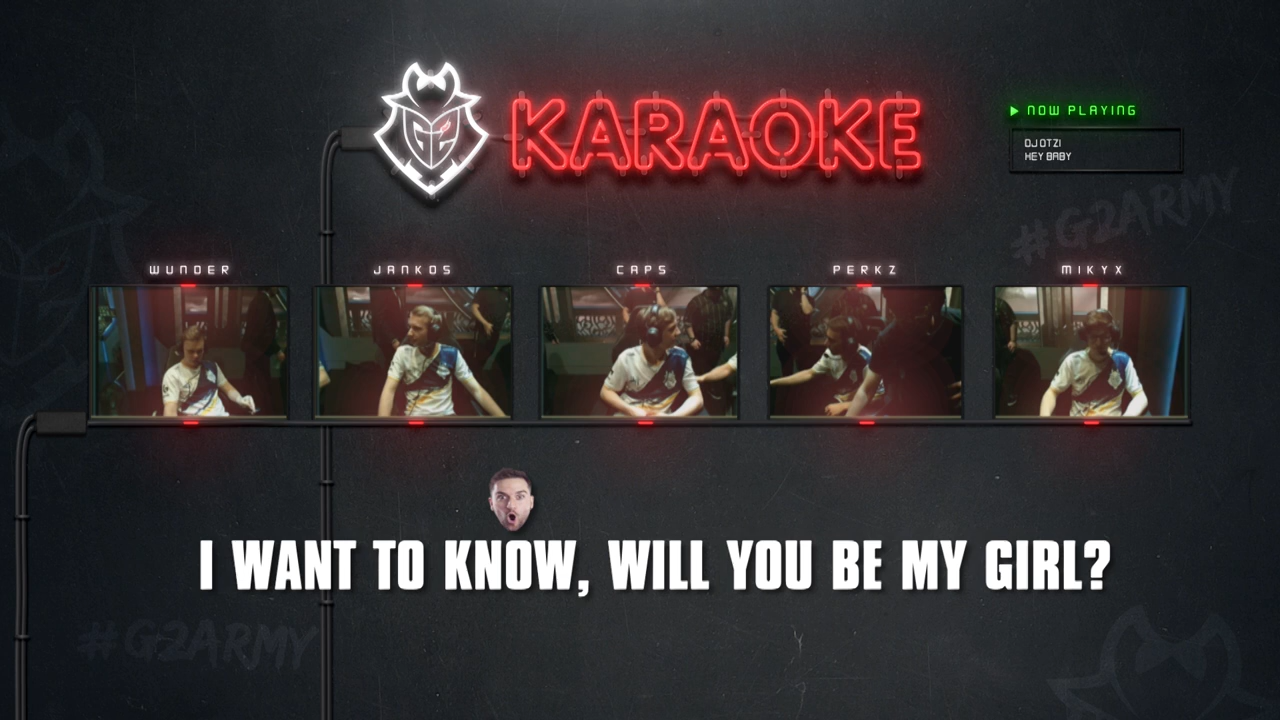 G2
KARAOKE
NOW PLAYING
DJ OTZI
HEY BABY
#G2ARMY
WUNDER
JANKOS
CAPS
PERKZ
MIKYX
I WANT TO KNOW, WILL YOU BE MY GIRL?
#G2ARMY